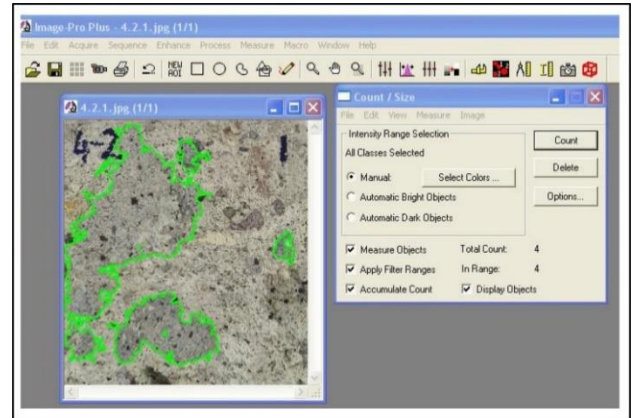 Image-Pro Plus - 4.2.1.jpg (1/1)
File Edit Acquire Sequence Enhance Process Measure Macro Window Help
NEW
ROI
4.2.1.jpg (1/1)
4-2
1
Count / Size
File Edit View Measure Image
Intensity Range Selection
All Classes Selected
Manual: Select Colors ...
Automatic Bright Objects
Automatic Dark Objects
Count
Delete
Options...
Measure Objects Total Count: 4
Apply Filter Ranges In Range: 4
Accumulate Count Display Objects